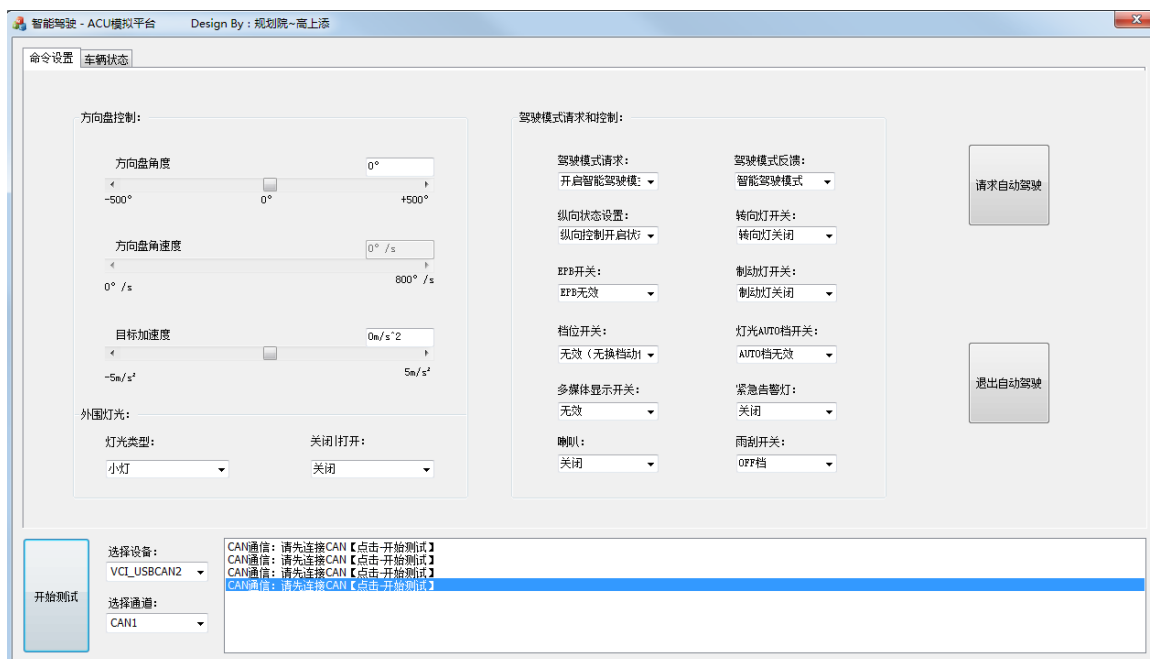 智能驾驶 - ACU模拟平台 Design By：规划院~高上添
命令设置 车辆状态
方向盘控制:
方向盘角度
0°
-500° 0° +500°
方向盘角速度
0° /s
0° /s 800° /s
目标加速度
0m/s^2
-5m/s² 5m/s²
外围灯光:
灯光类型: 关闭|打开:
小灯 关闭
驾驶模式请求和控制:
驾驶模式请求: 驾驶模式反馈:
开启智能驾驶模 智能驾驶模式
纵向状态设置: 转向灯开关:
纵向控制开启状 转向灯关闭
EPB开关: 制动灯开关:
EPB无效 制动灯关闭
档位开关: 灯光AUTO档开关:
无效（无换档动 AUTO档无效
多媒体显示开关: 紧急告警灯:
无效 关闭
喇叭: 雨刮开关:
关闭 OFF档
请求自动驾驶
退出自动驾驶
开始测试
选择设备:
VCI_USBCAN2
选择通道:
CAN1
CAN通信: 请先连接CAN【点击-开始测试】
CAN通信: 请先连接CAN【点击-开始测试】
CAN通信: 请先连接CAN【点击-开始测试】
CAN通信: 请先连接CAN【点击-开始测试】